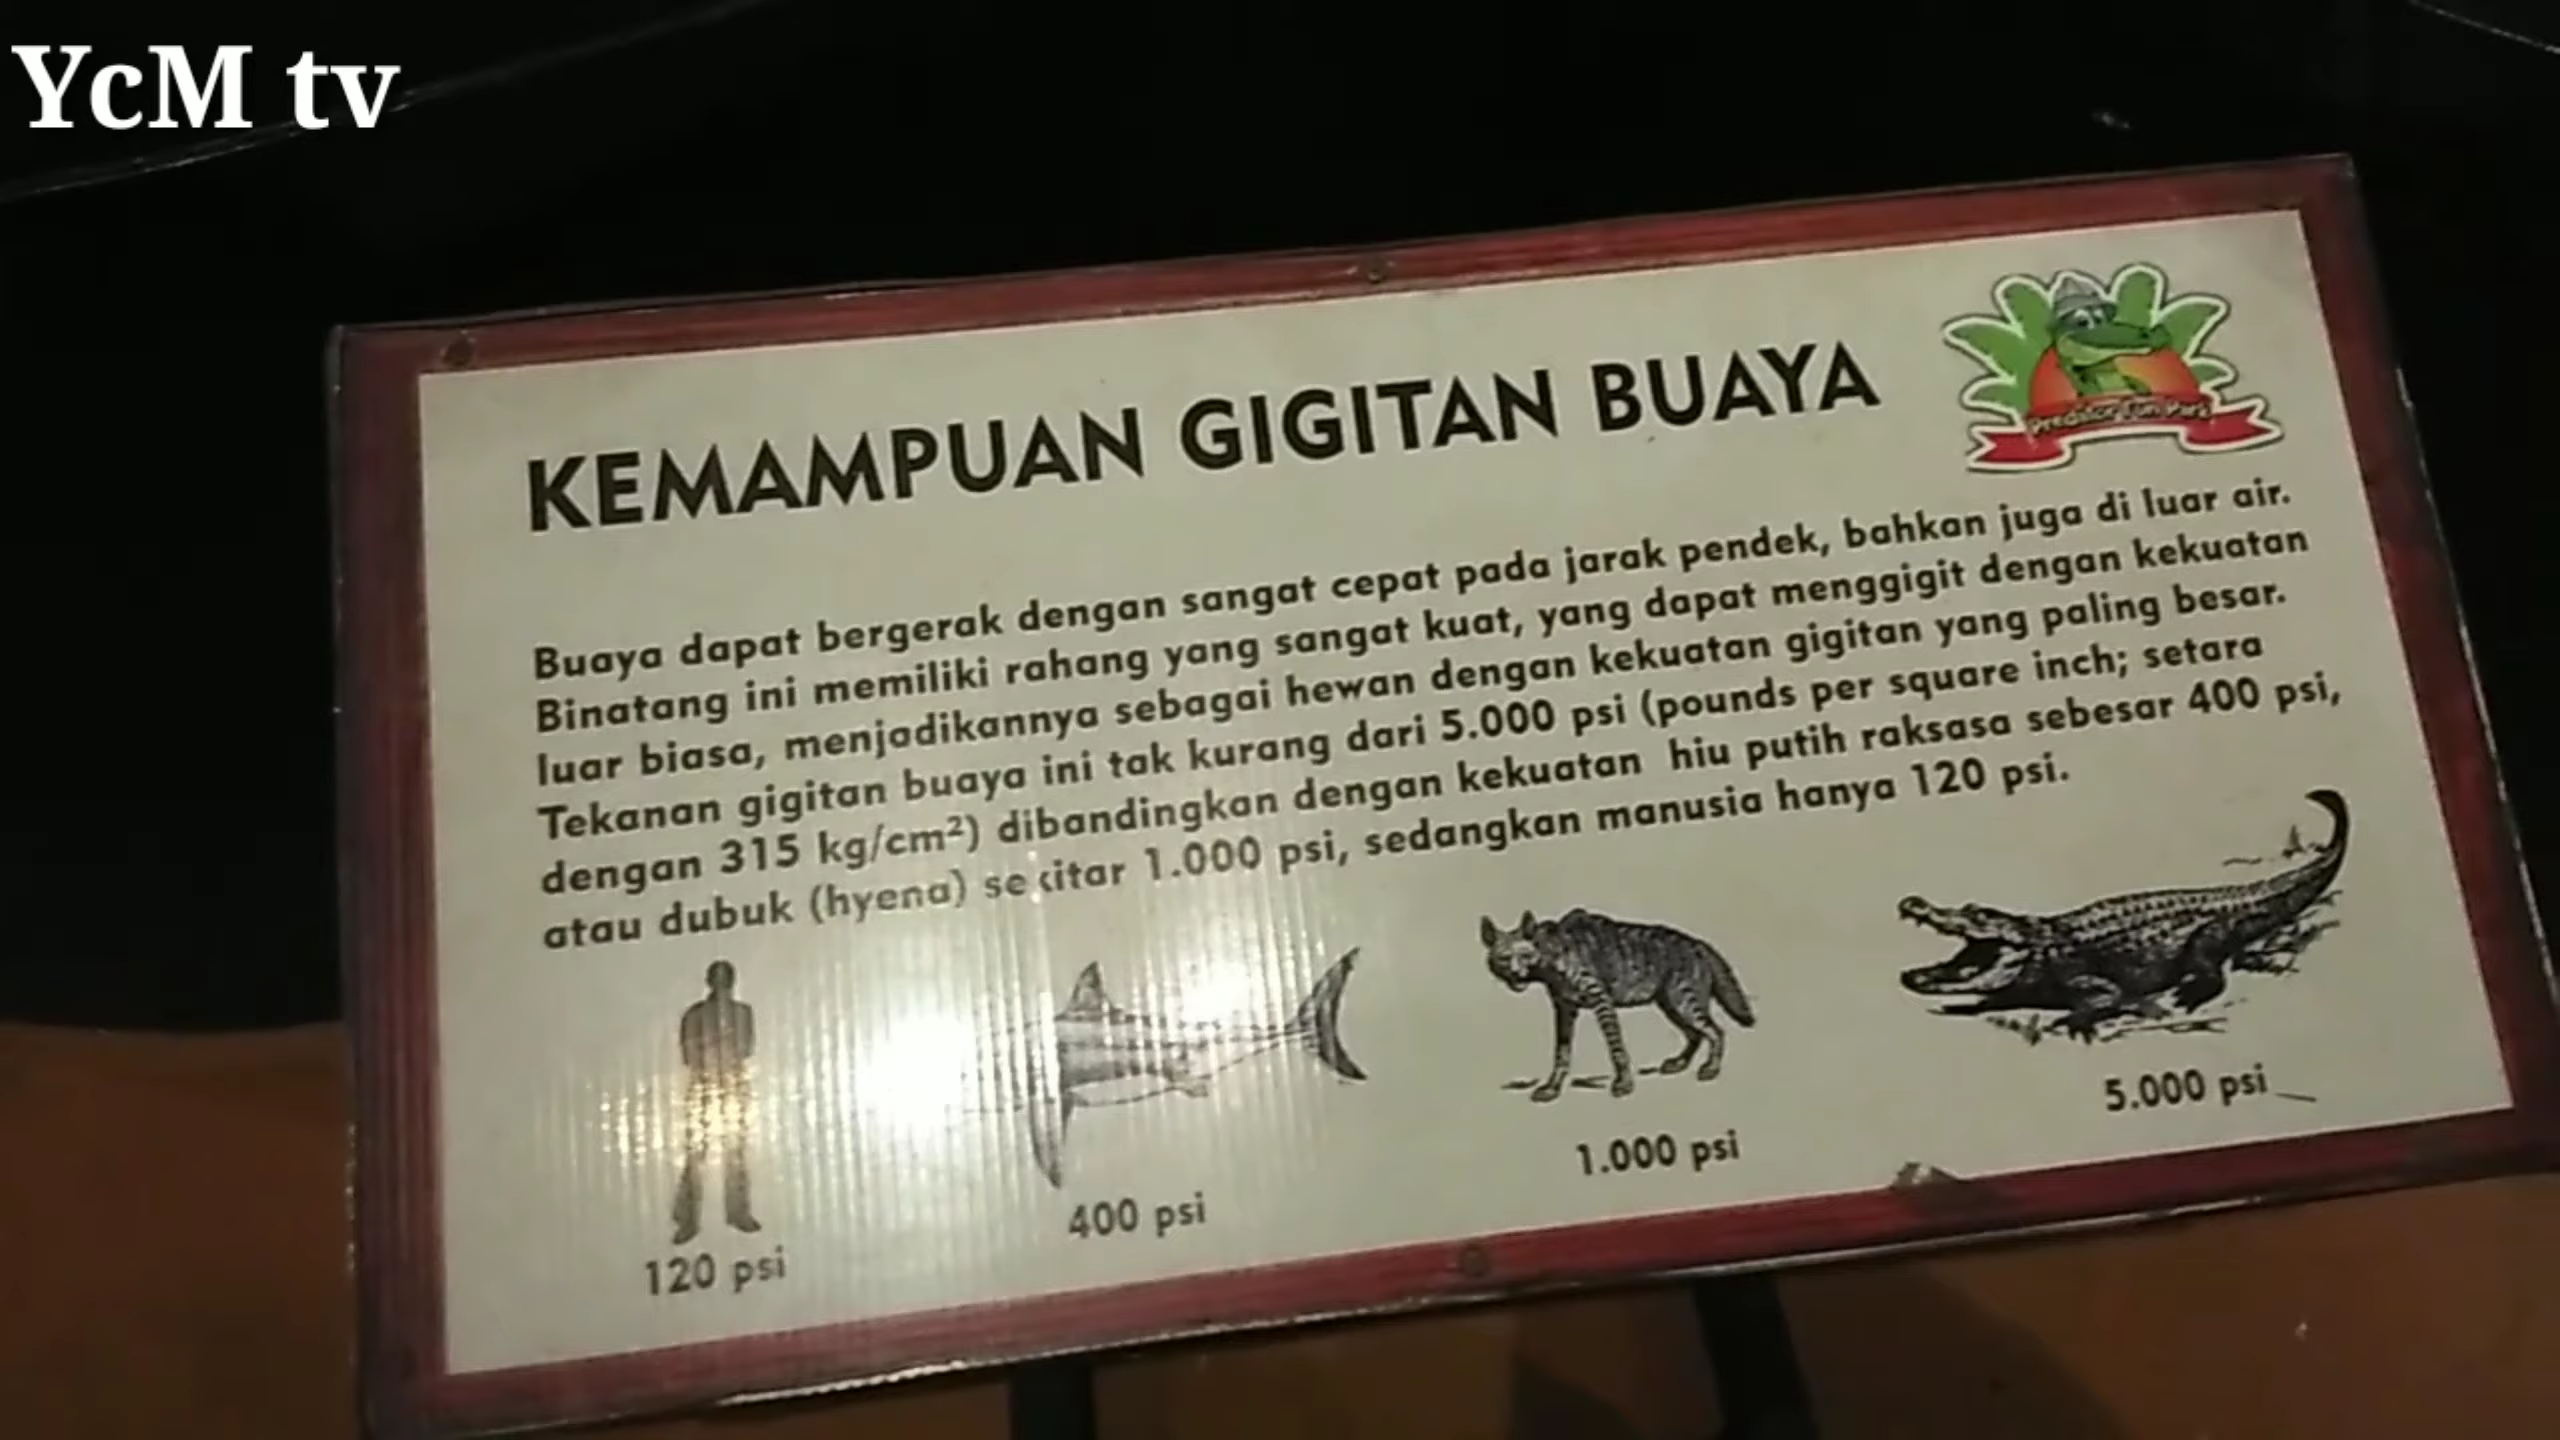 YcM tv
KEMAMPUAN GIGITAN BUAYA
Predator Fun Park
Buaya dapat bergerak dengan sangat cepat pada jarak pendek, bahkan juga di luar air.
Binatang ini memiliki rahang yang sangat kuat, yang dapat menggigit dengan kekuatan
luar biasa, menjadikannya sebagai hewan dengan kekuatan gigitan yang paling besar.
Tekanan gigitan buaya ini tak kurang dari 5.000 psi (pounds per square inch; setara
dengan 315 kg/cm²) dibandingkan dengan kekuatan hiu putih raksasa sebesar 400 psi,
atau dubuk (hyena) sekitar 1.000 psi, sedangkan manusia hanya 120 psi.
120 psi
400 psi
1.000 psi
5.000 psi